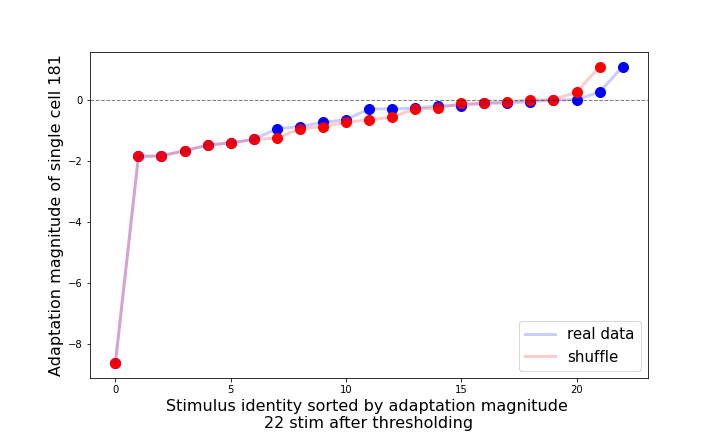 Adaptation magnitude of single cell 181
0
−2
−4
−6
−8
real data
shuffle
0 5 10 15 20
Stimulus identity sorted by adaptation magnitude
22 stim after thresholding